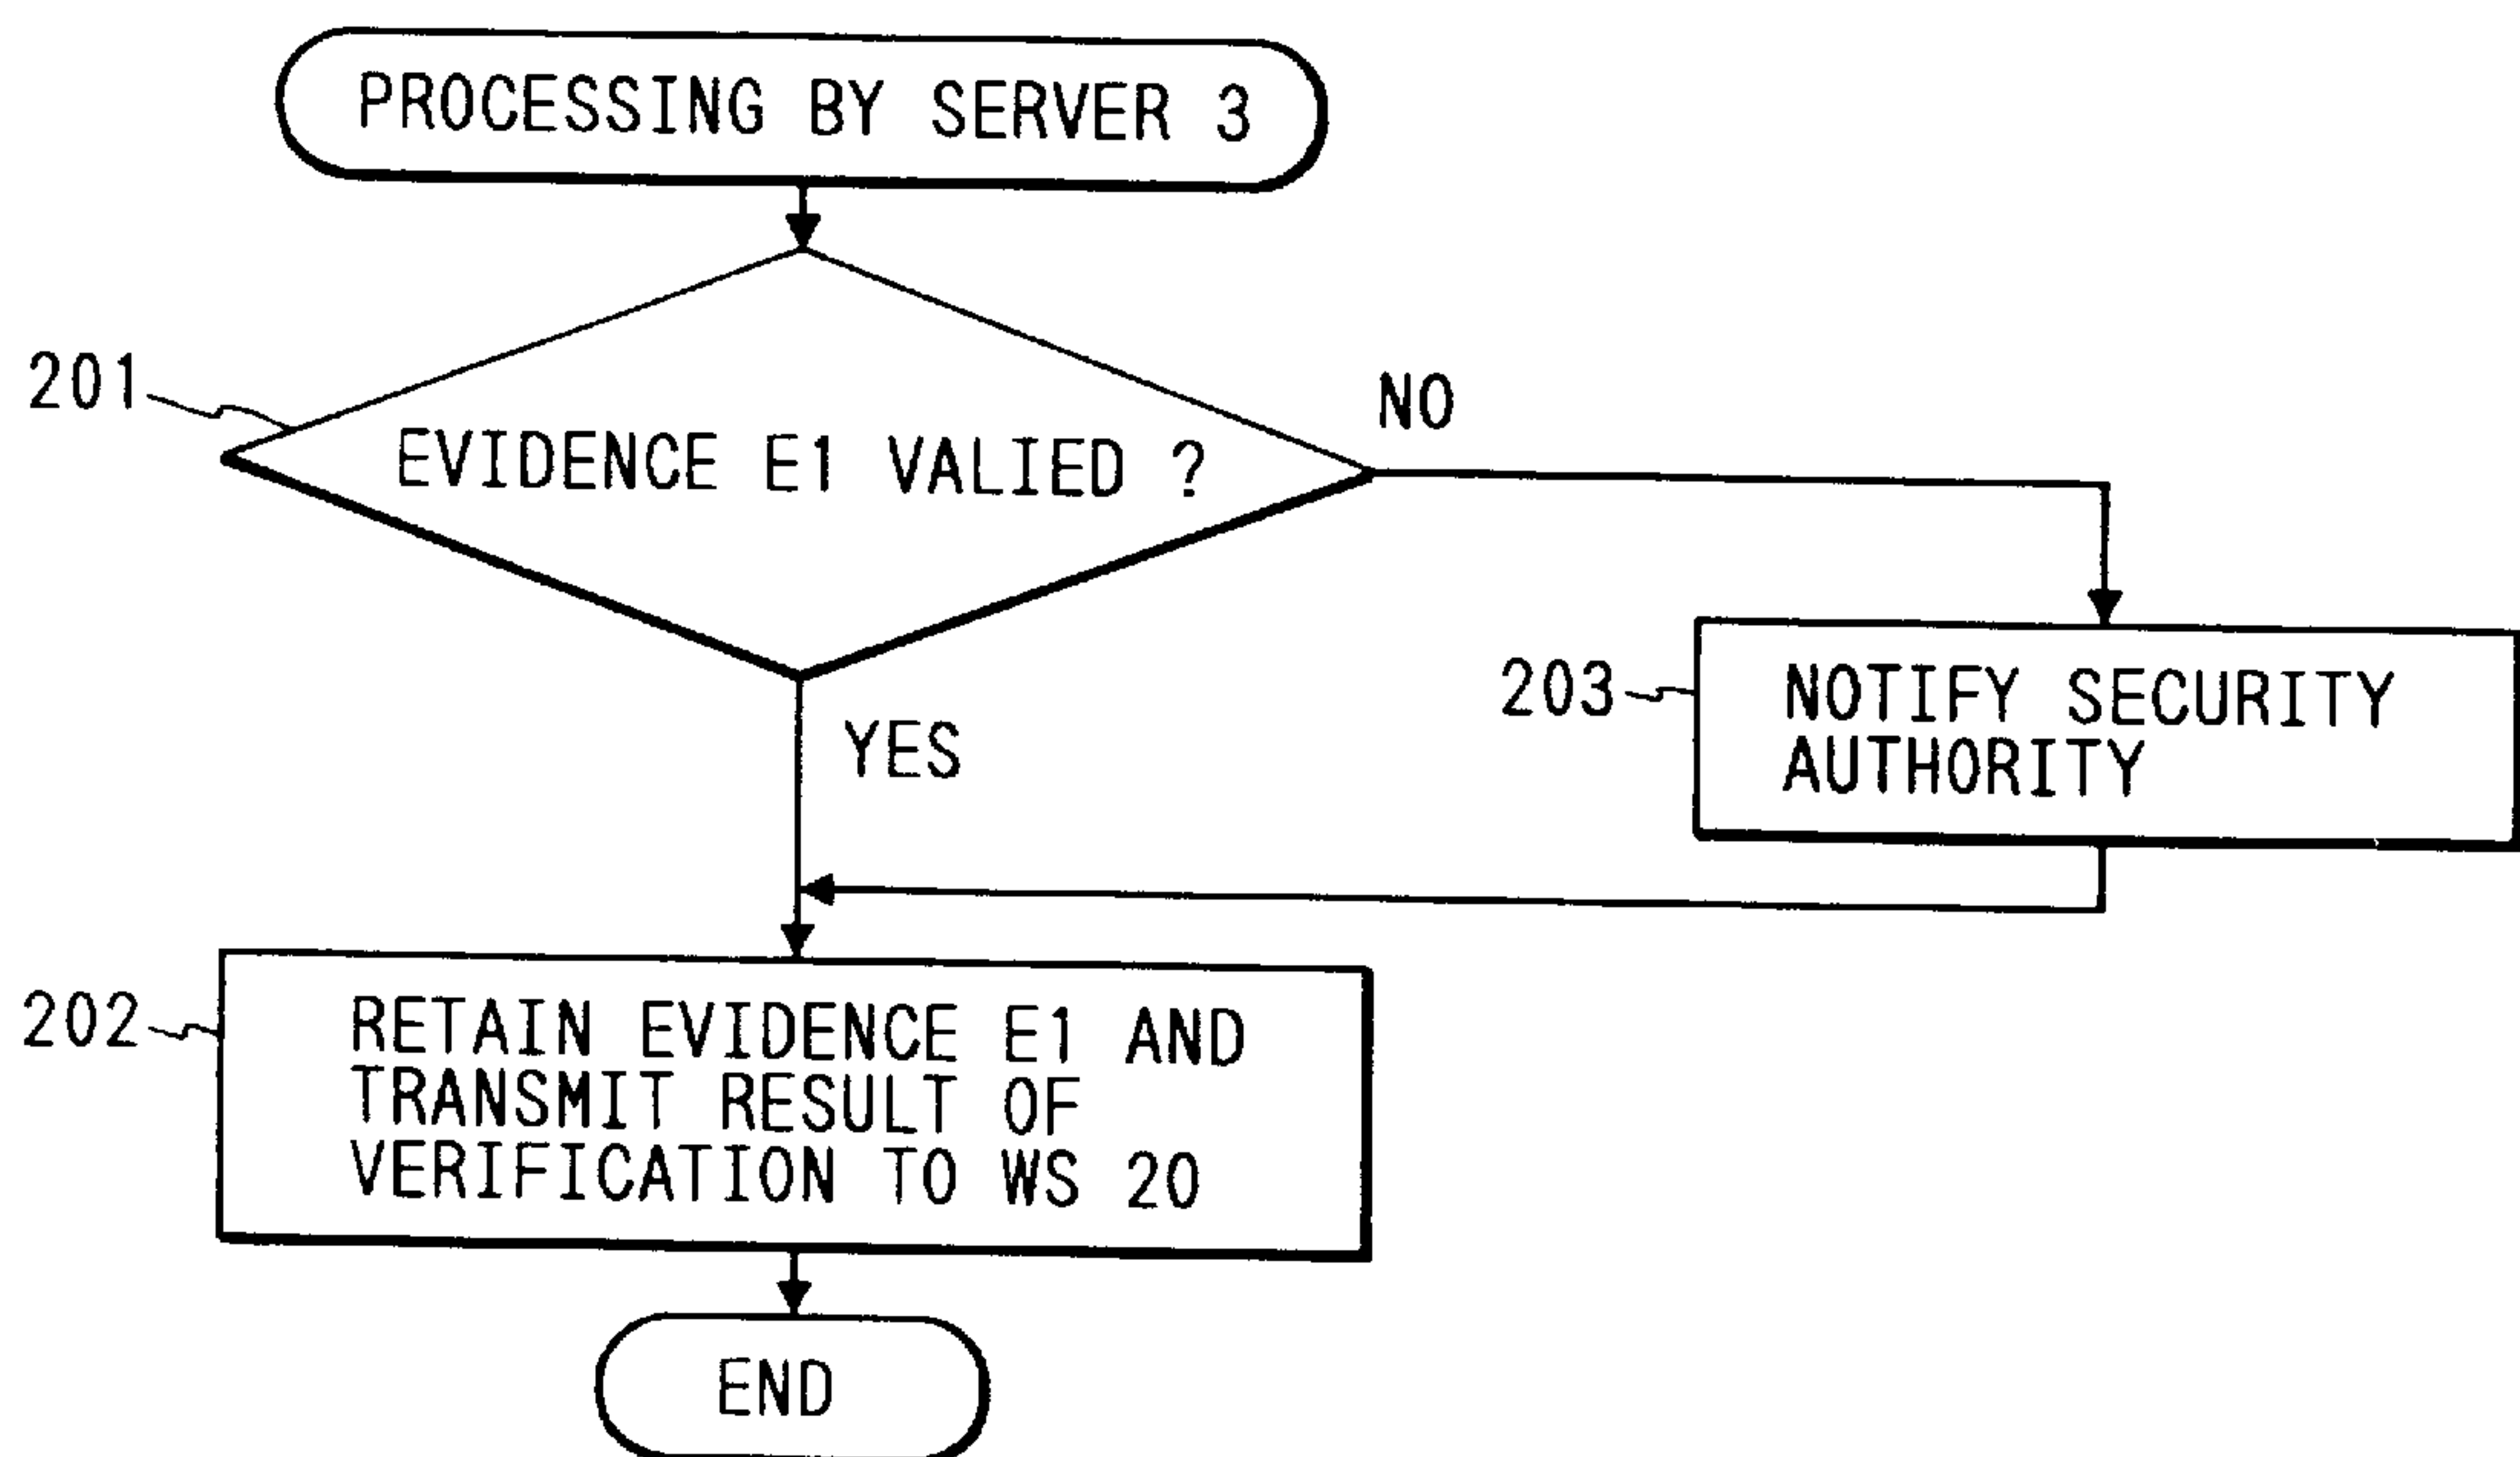 PROCESSING BY SERVER 3
201
EVIDENCE E1 VALIED ?
NO
YES
203
NOTIFY SECURITY
AUTHORITY
202
RETAIN EVIDENCE E1 AND
TRANSMIT RESULT OF
VERIFICATION TO WS 20
END